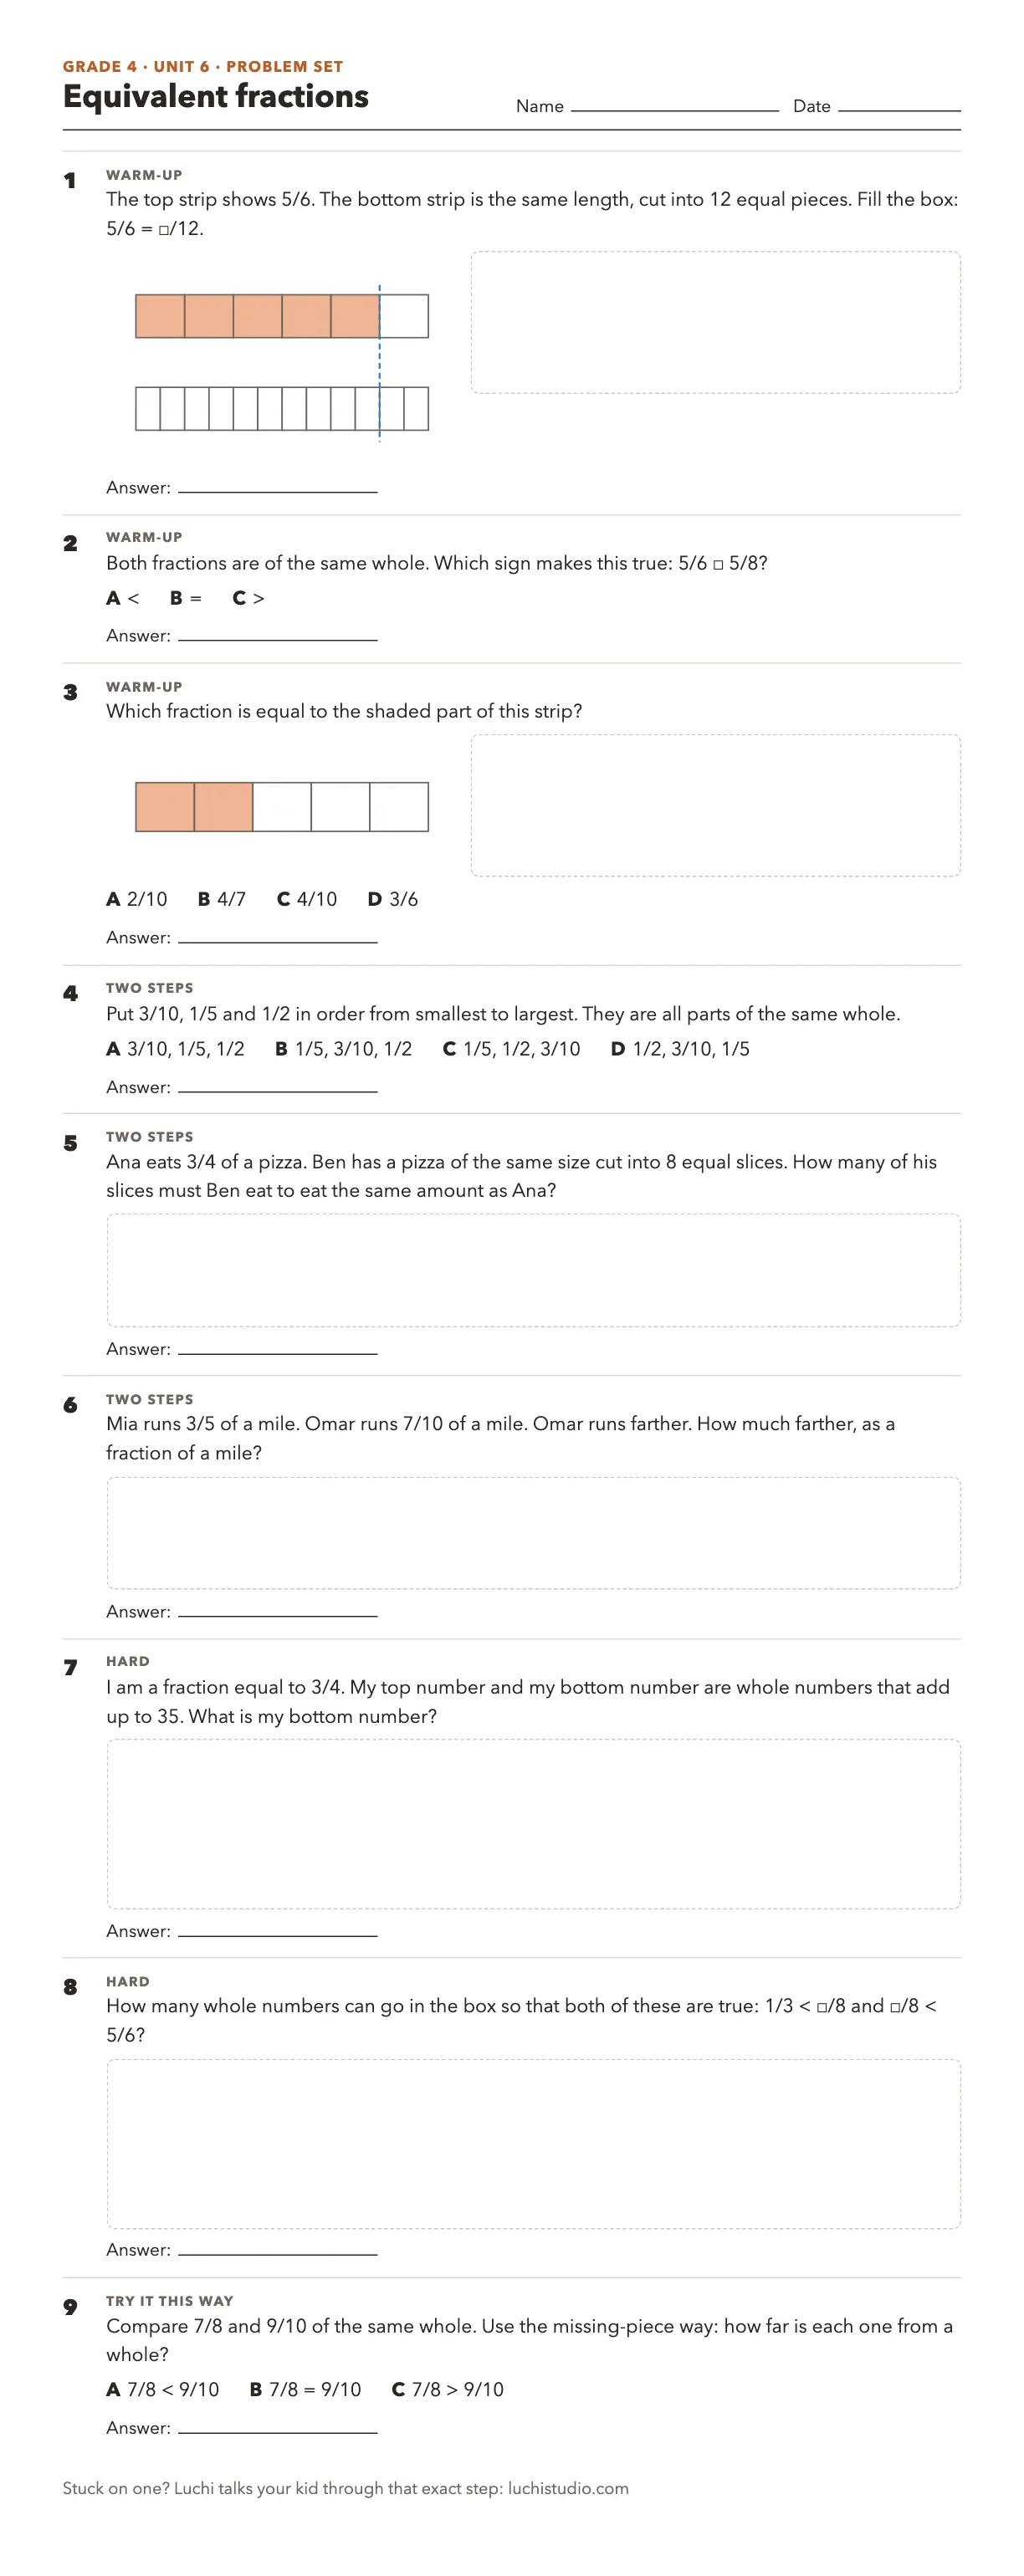 GRADE 4 · UNIT 6 · PROBLEM SET
Equivalent fractions
Name Date
1 WARM-UP
The top strip shows 5/6. The bottom strip is the same length, cut into 12 equal pieces. Fill the box:
5/6 = □/12.
Answer:
2 WARM-UP
Both fractions are of the same whole. Which sign makes this true: 5/6 □ 5/8?
A < B = C >
Answer:
3 WARM-UP
Which fraction is equal to the shaded part of this strip?
A 2/10 B 4/7 C 4/10 D 3/6
Answer:
4 TWO STEPS
Put 3/10, 1/5 and 1/2 in order from smallest to largest. They are all parts of the same whole.
A 3/10, 1/5, 1/2 B 1/5, 3/10, 1/2 C 1/5, 1/2, 3/10 D 1/2, 3/10, 1/5
Answer:
5 TWO STEPS
Ana eats 3/4 of a pizza. Ben has a pizza of the same size cut into 8 equal slices. How many of his
slices must Ben eat to eat the same amount as Ana?
Answer:
6 TWO STEPS
Mia runs 3/5 of a mile. Omar runs 7/10 of a mile. Omar runs farther. How much farther, as a
fraction of a mile?
Answer:
7 HARD
I am a fraction equal to 3/4. My top number and my bottom number are whole numbers that add
up to 35. What is my bottom number?
Answer:
8 HARD
How many whole numbers can go in the box so that both of these are true: 1/3 < □/8 and □/8 <
5/6?
Answer:
9 TRY IT THIS WAY
Compare 7/8 and 9/10 of the same whole. Use the missing-piece way: how far is each one from a
whole?
A 7/8 < 9/10 B 7/8 = 9/10 C 7/8 > 9/10
Answer:
Stuck on one? Luchi talks your kid through that exact step: luchistudio.com